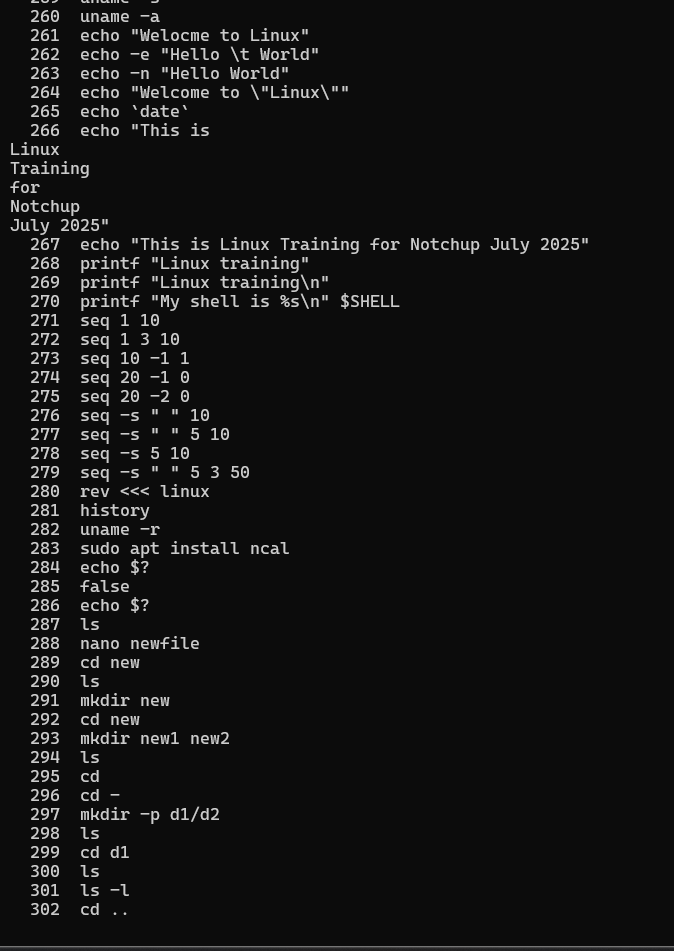 260  uname -a
261  echo "Welocme to Linux"
262  echo -e "Hello \t World"
263  echo -n "Hello World"
264  echo "Welcome to \"Linux\""
265  echo `date`
266  echo "This is
Linux
Training
for
Notchup
July 2025"
267  echo "This is Linux Training for Notchup July 2025"
268  printf "Linux training"
269  printf "Linux training\n"
270  printf "My shell is %s\n" $SHELL
271  seq 1 10
272  seq 1 3 10
273  seq 10 -1 1
274  seq 20 -1 0
275  seq 20 -2 0
276  seq -s " " 10
277  seq -s " " 5 10
278  seq -s 5 10
279  seq -s " " 5 3 50
280  rev <<< linux
281  history
282  uname -r
283  sudo apt install ncal
284  echo $?
285  false
286  echo $?
287  ls
288  nano newfile
289  cd new
290  ls
291  mkdir new
292  cd new
293  mkdir new1 new2
294  ls
295  cd
296  cd -
297  mkdir -p d1/d2
298  ls
299  cd d1
300  ls
301  ls -l
302  cd ..